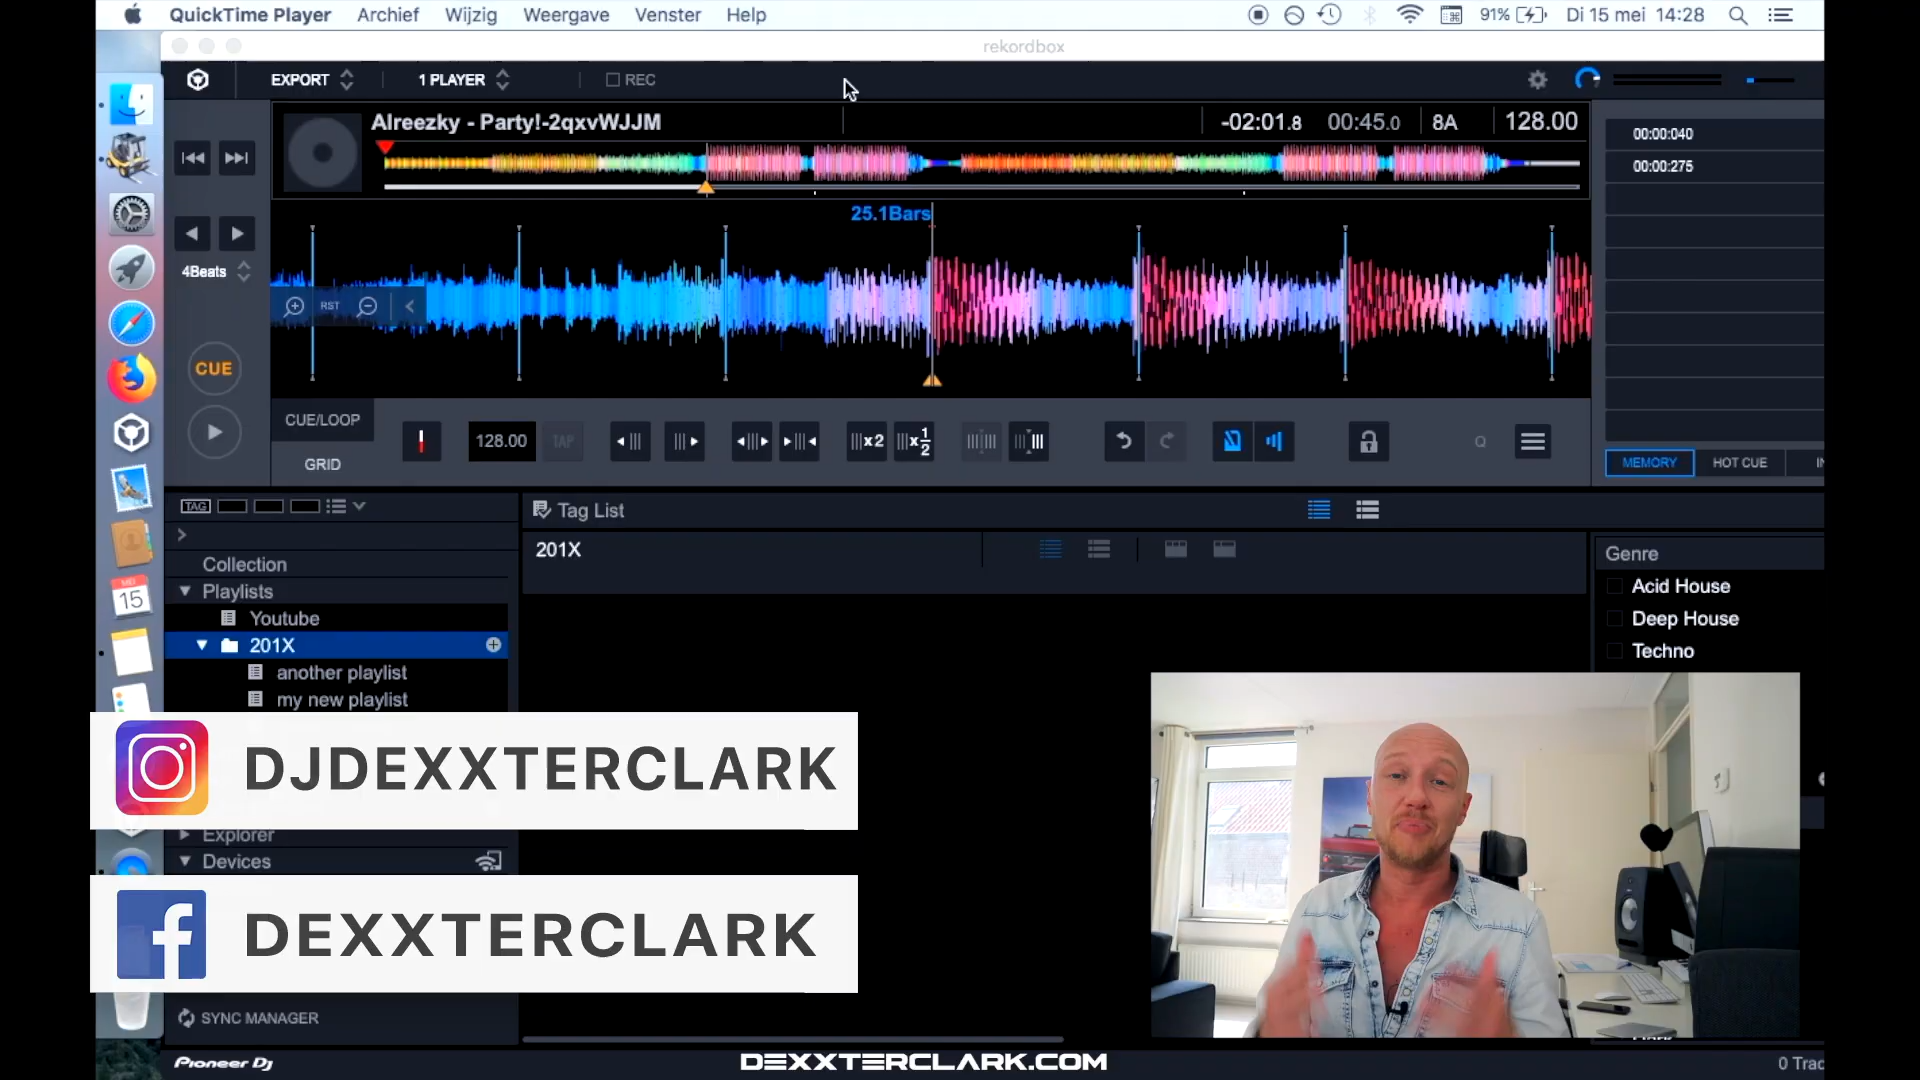 QuickTime Player Archief Wijzig Weergave Venster Help 91% Di 15 mei 14:28
rekordbox
EXPORT 1 PLAYER REC
Alreezky - Party!-2qxvWJJM -02:01.8 00:45.0 8A 128.00
00:00:040
00:00:275
25.1Bars
4Beats
RST
CUE
CUE/LOOP
GRID
128.00 TAP x2 x1/2 Q
MEMORY HOT CUE
TAG
Tag List
201X
Collection
Playlists
Youtube
201X
another playlist
my new playlist
Genre
Acid House
Deep House
Techno
15
DJDEXXTERCLARK
Explorer
Devices
f DEXXTERCLARK
SYNC MANAGER
Pioneer Dj
DEXXTERCLARK.COM